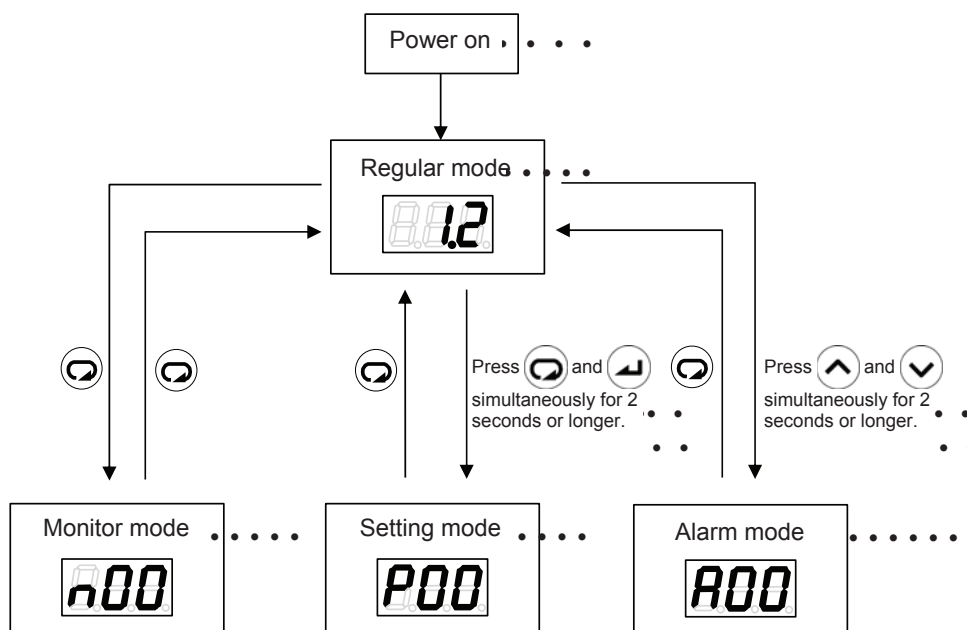 Power on
Regular mode
1.2
Press and
simultaneously for 2
seconds or longer.
Press and
simultaneously for 2
seconds or longer.
Monitor mode
n00
Setting mode
P00
Alarm mode
A00